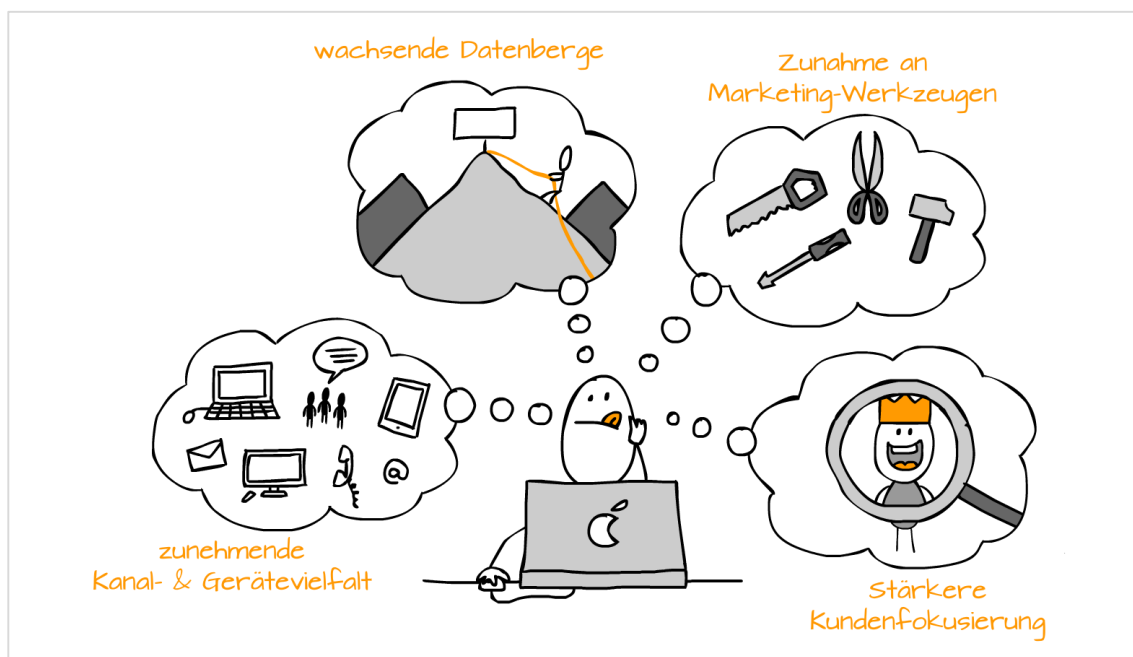 wachsende Datenberge
Zunahme an
Marketing-Werkzeugen
@
zunehmende
Kanal- & Gerätevielfalt
Stärkere
Kundenfokusierung